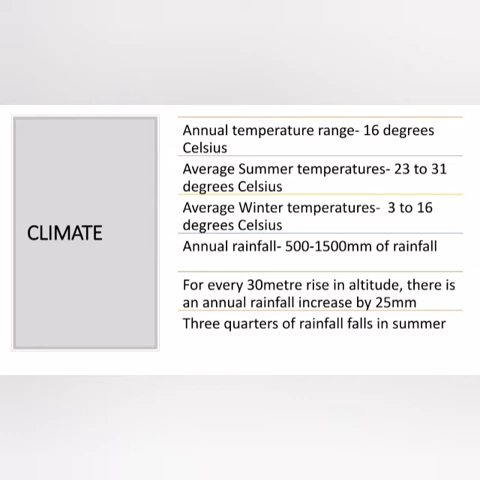 CLIMATE
Annual temperature range- 16 degrees
Celsius
Average Summer temperatures- 23 to 31
degrees Celsius
Average Winter temperatures-  3 to 16
degrees Celsius
Annual rainfall- 500-1500mm of rainfall
For every 30metre rise in altitude, there is
an annual rainfall increase by 25mm
Three quarters of rainfall falls in summer